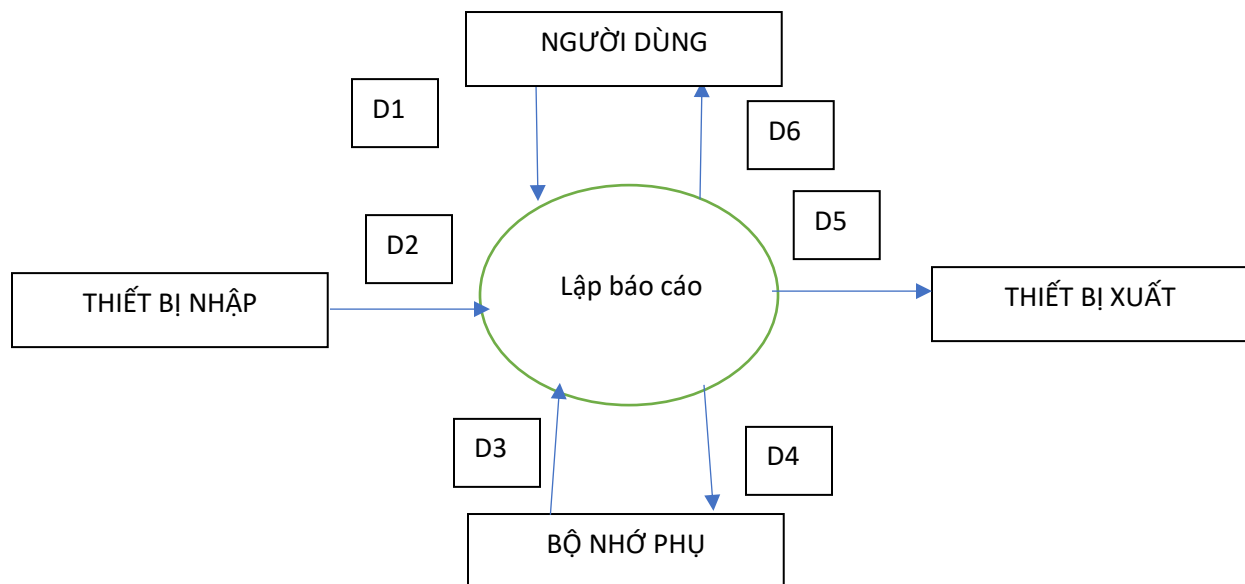 NGƯỜI DÙNG
D1
D6
D2
D5
Lập báo cáo
THIẾT BỊ NHẬP
THIẾT BỊ XUẤT
D3
D4
BỘ NHỚ PHỤ